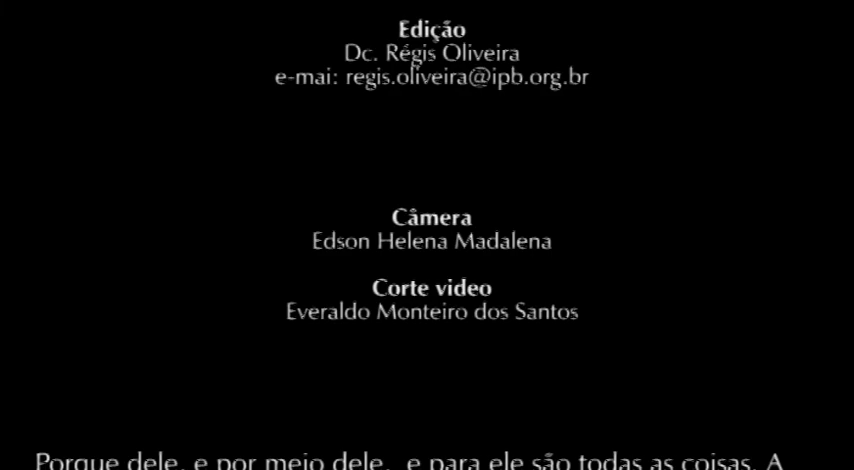 Edição
Dc. Régis Oliveira
e-mai: regis.oliveira@ipb.org.br
Câmera
Edson Helena Madalena
Corte video
Everaldo Monteiro dos Santos
Porque dele, e por meio dele, e para ele são todas as coisas. A